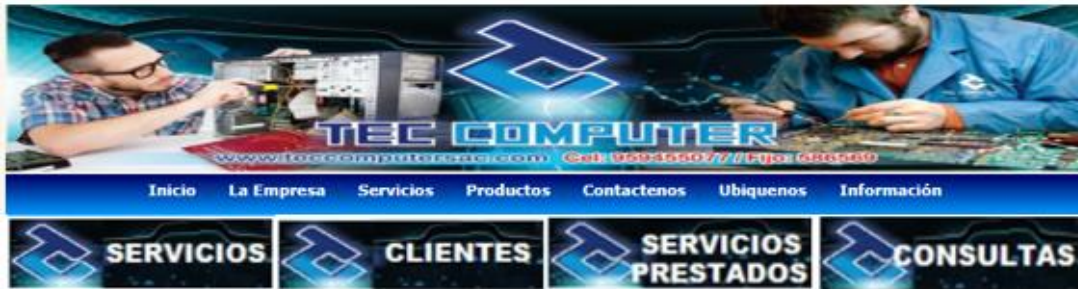 TEC COMPUTER
www.teccomputersac.com Cel: 959455077 / Fijo: 586569
Inicio La Empresa Servicios Productos Contactenos Ubiquenos Información
SERVICIOS CLIENTES SERVICIOS PRESTADOS CONSULTAS